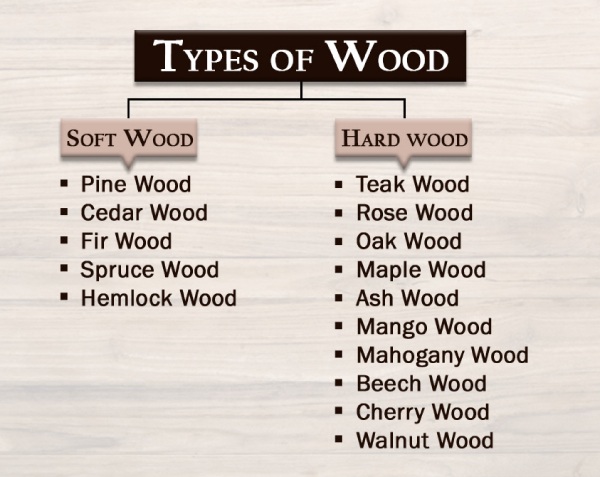 Types of Wood
Soft Wood
Pine Wood
Cedar Wood
Fir Wood
Spruce Wood
Hemlock Wood
Hard wood
Teak Wood
Rose Wood
Oak Wood
Maple Wood
Ash Wood
Mango Wood
Mahogany Wood
Beech Wood
Cherry Wood
Walnut Wood